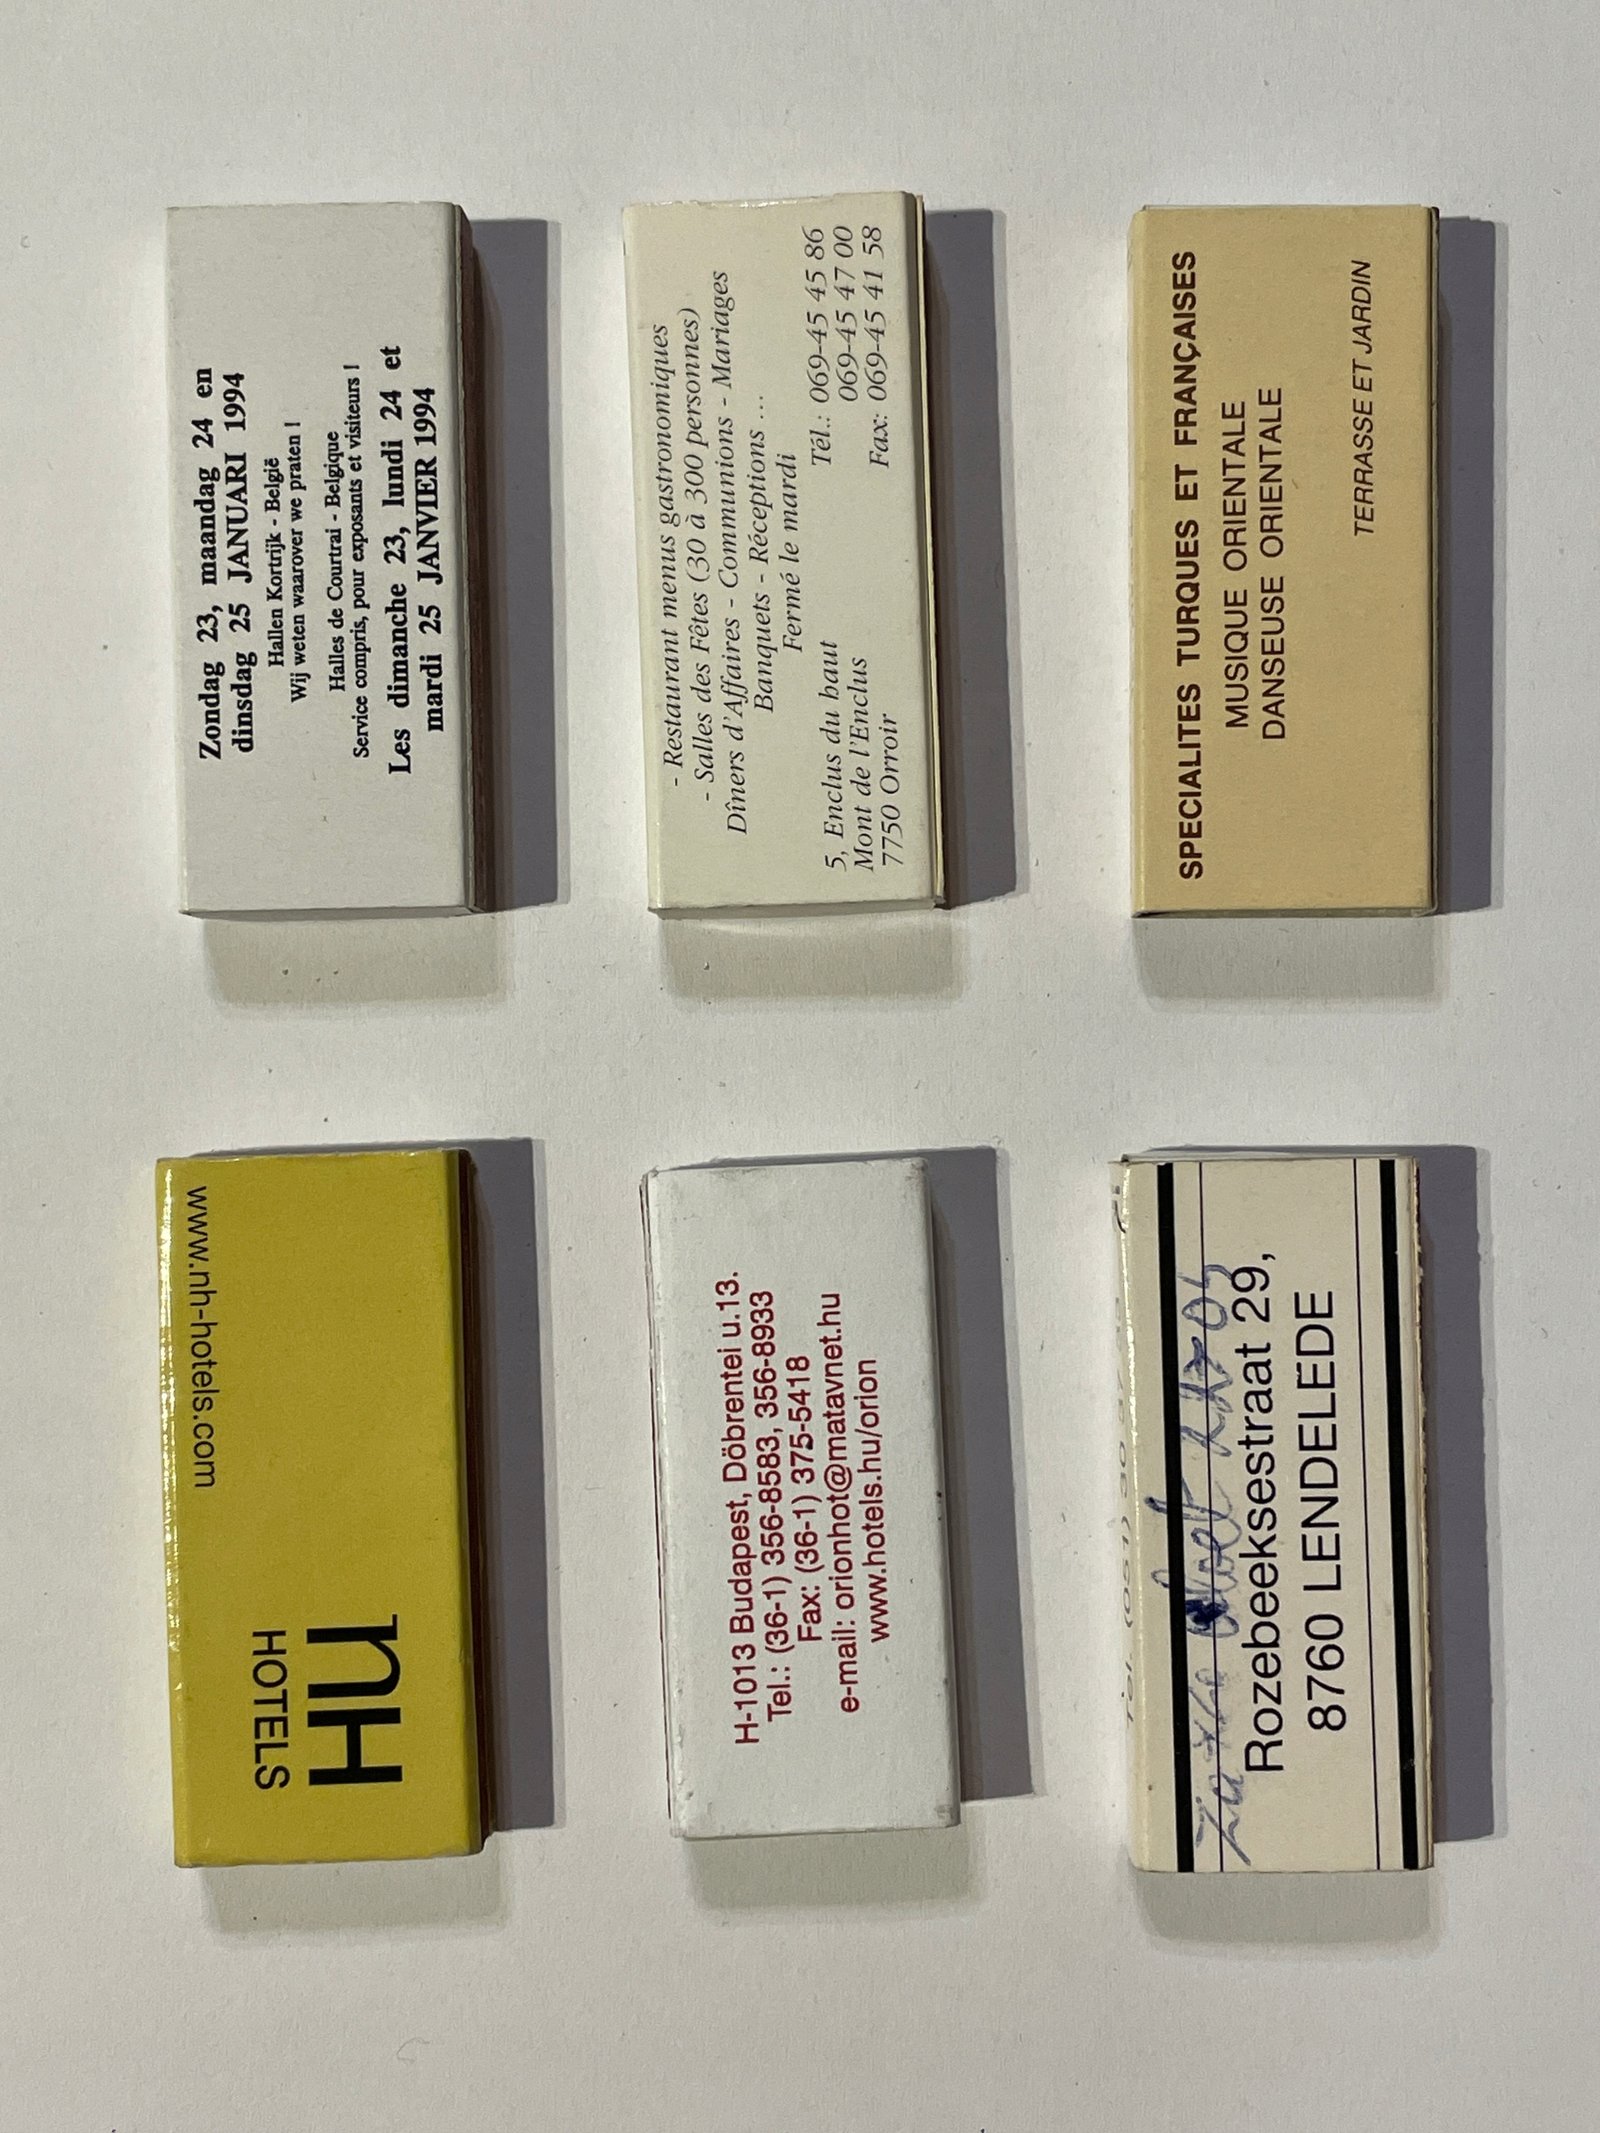 Zondag 23, maandag 24 en
dinsdag 25 JANUARI 1994
Hallen Kortrijk - België
Wij weten waarover we praten !
Halles de Courtrai - Belgique
Service compris, pour exposants et visiteurs !
Les dimanche 23, lundi 24 et
mardi 25 JANVIER 1994
- Restaurant menus gastronomiques
- Salles des Fêtes (30 à 300 personnes)
Dîners d'Affaires - Communions - Mariages
Banquets - Réceptions ...
Fermé le mardi
Tél.: 069-45 45 86
5, Enclus du haut 069-45 47 00
Mont de l'Enclus Fax: 069-45 41 58
7750 Orroir
SPECIALITES TURQUES ET FRANÇAISES
MUSIQUE ORIENTALE
DANSEUSE ORIENTALE
TERRASSE ET JARDIN
www.nh-hotels.com
nH
HOTELS
H-1013 Budapest, Döbrentei u.13.
Tel.: (36-1) 356-8583, 356-8933
Fax: (36-1) 375-5418
e-mail: orionhot@matavnet.hu
www.hotels.hu/orion
Rozebeeksestraat 29,
8760 LENDELEDE